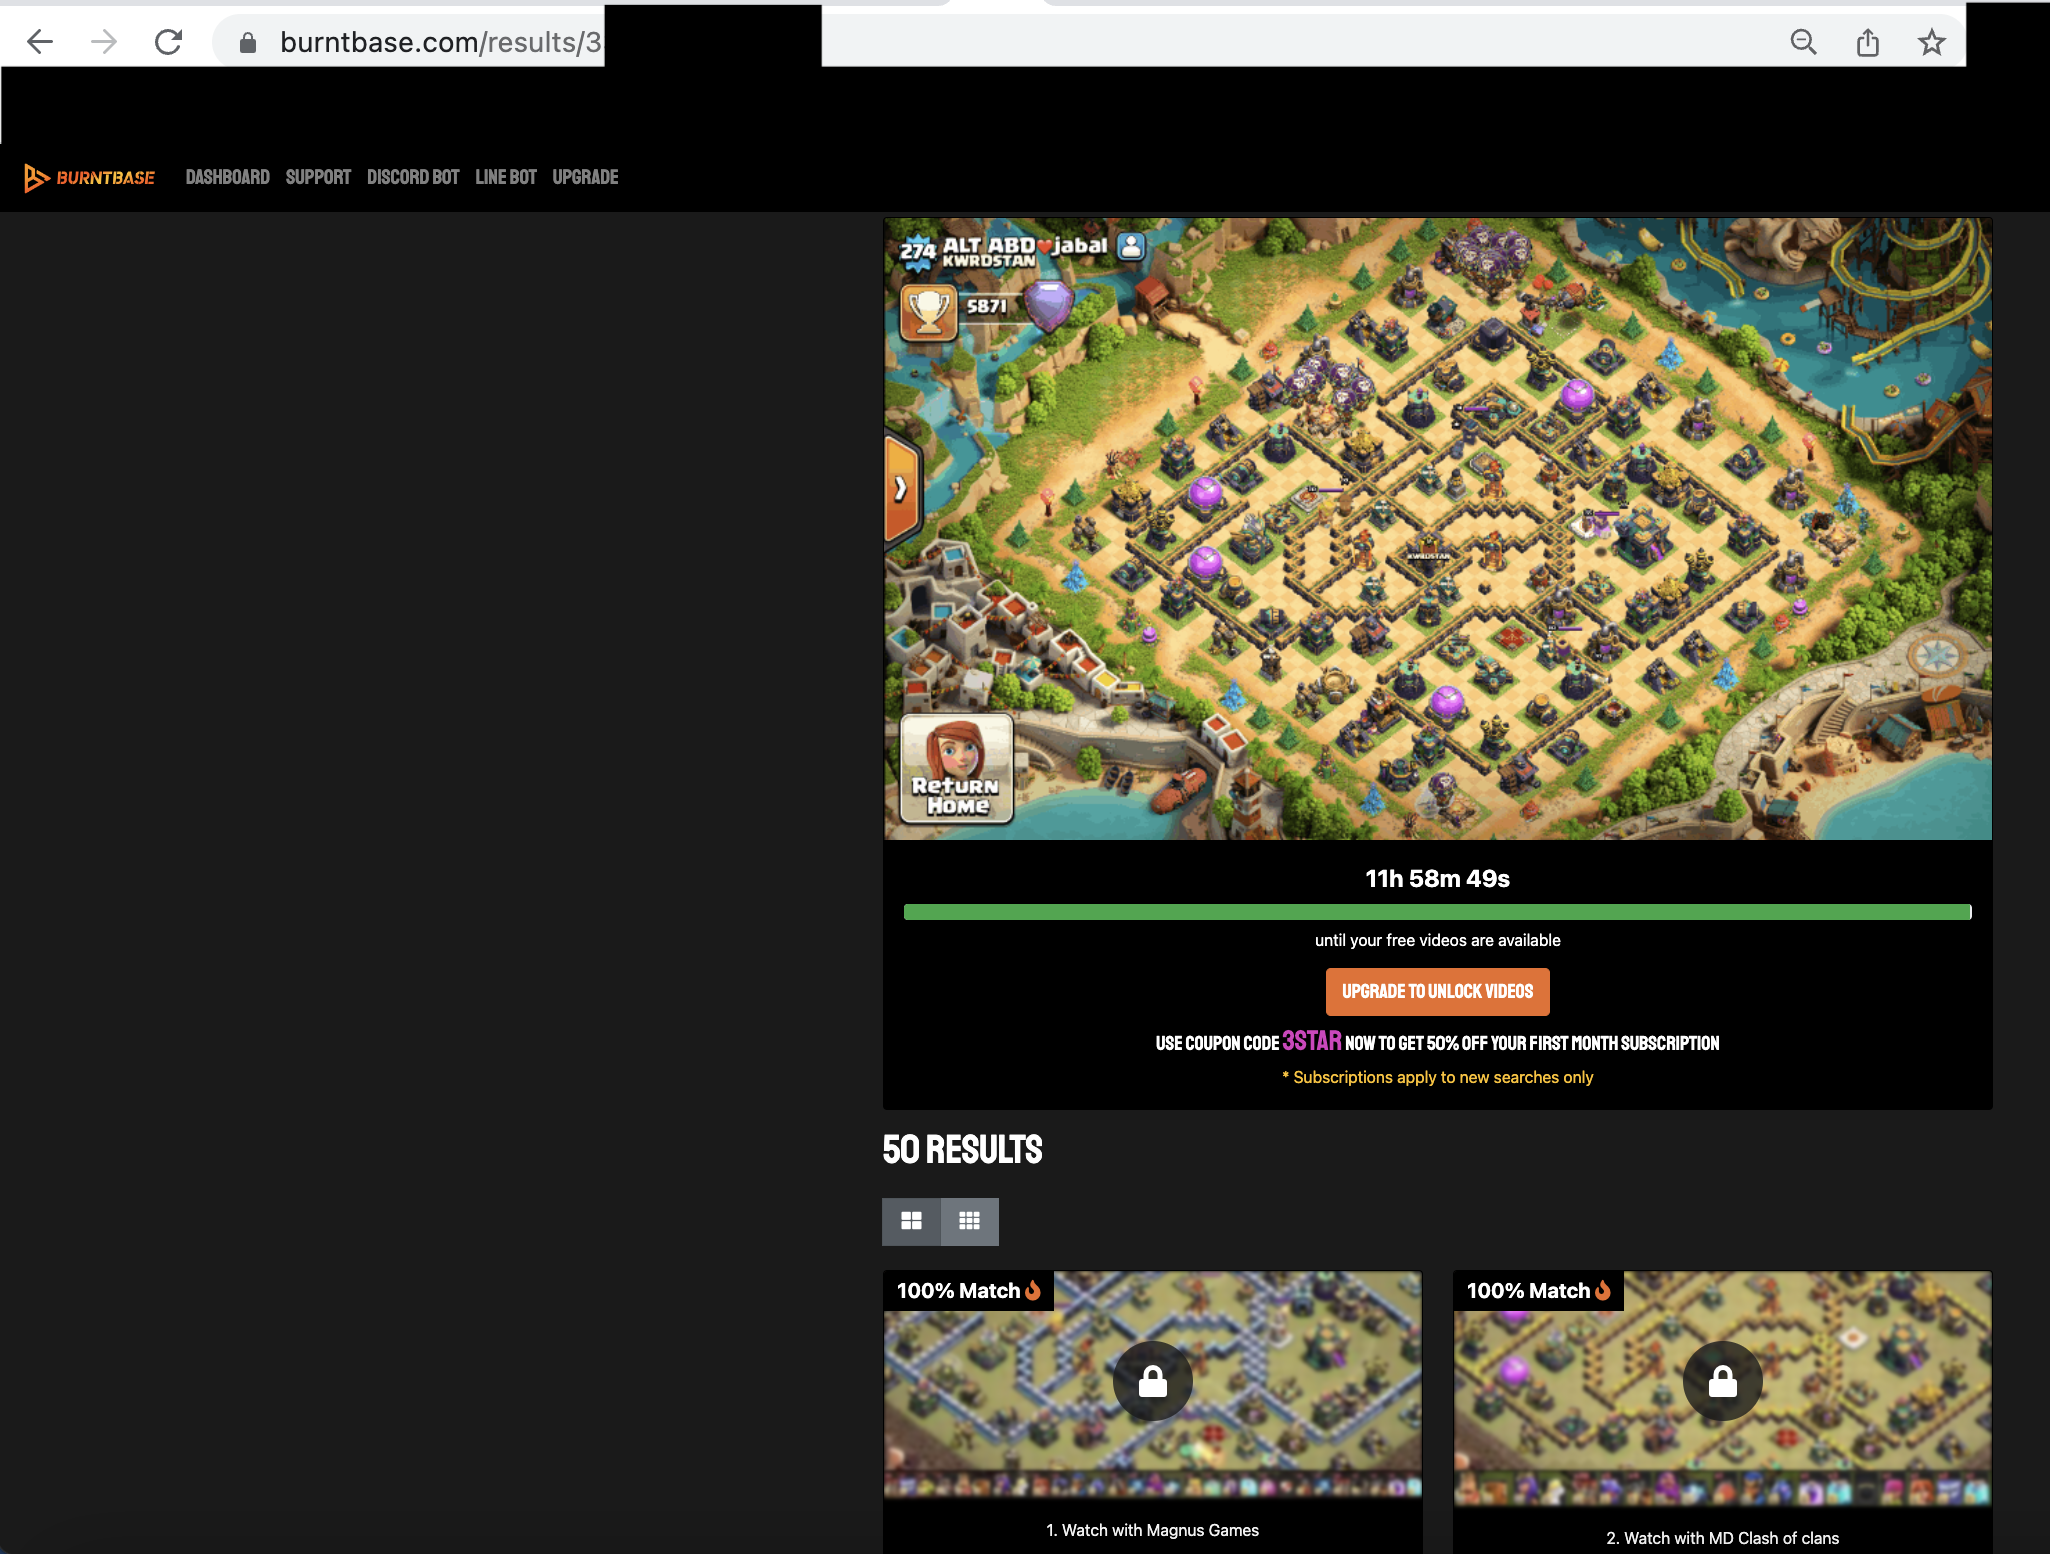 burntbase.com/results/3
BURNTBASE
DASHBOARD SUPPORT DISCORD BOT LINE BOT UPGRADE
274 ALT ABD❤jabal
KWRDSTAN
5871
KWRDSTAN
Return
Home
11h 58m 49s
until your free videos are available
UPGRADE TO UNLOCK VIDEOS
USE COUPON CODE 3STAR NOW TO GET 50% OFF YOUR FIRST MONTH SUBSCRIPTION
* Subscriptions apply to new searches only
50 RESULTS
100% Match
100% Match
1. Watch with Magnus Games
2. Watch with MD Clash of clans